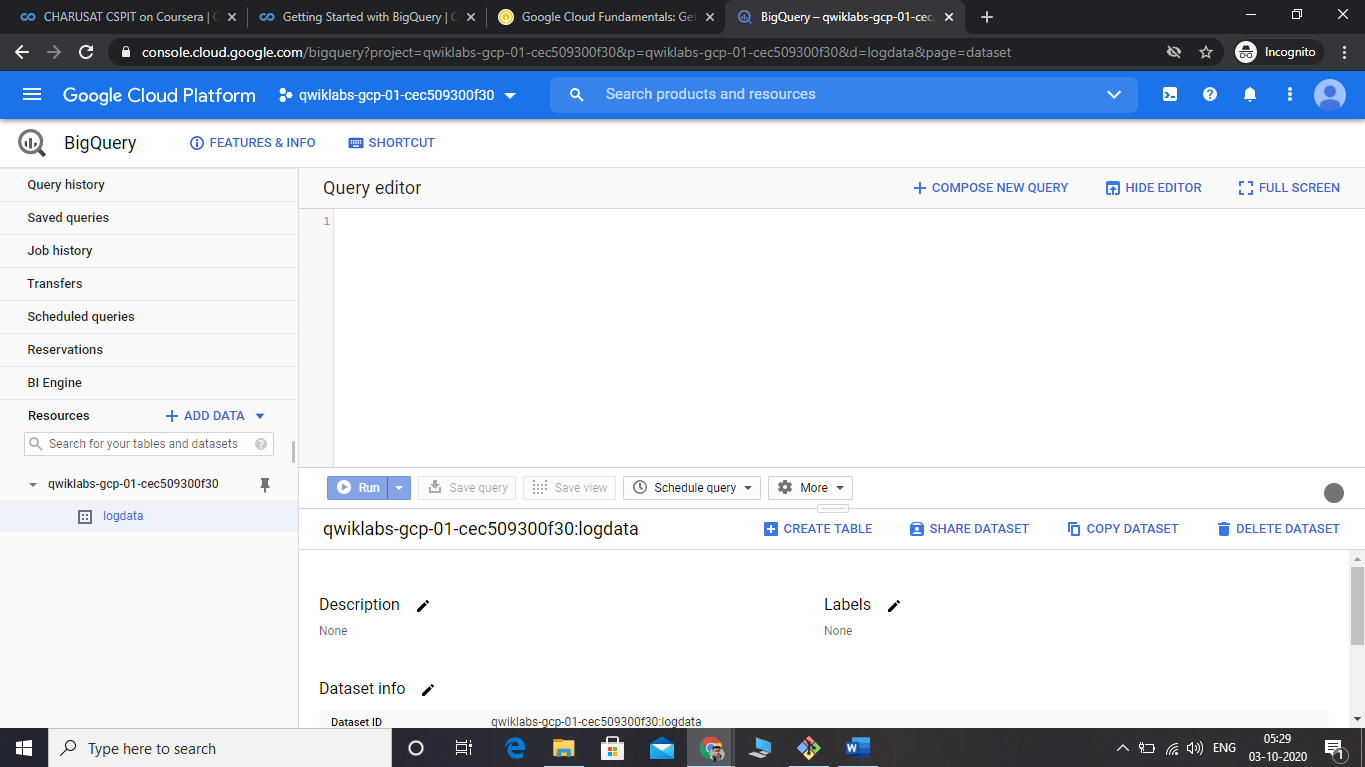 CHARUSAT CSPIT on Coursera | C
Getting Started with BigQuery | C
Google Cloud Fundamentals: Get
BigQuery – qwiklabs-gcp-01-cec
console.cloud.google.com/bigquery?project=qwiklabs-gcp-01-cec509300f30&p=qwiklabs-gcp-01-cec509300f30&d=logdata&page=dataset
Incognito
Google Cloud Platform
qwiklabs-gcp-01-cec509300f30
Search products and resources
BigQuery
FEATURES & INFO
SHORTCUT
Query history
Saved queries
Job history
Transfers
Scheduled queries
Reservations
BI Engine
Resources
ADD DATA
Search for your tables and datasets
qwiklabs-gcp-01-cec509300f30
logdata
Query editor
COMPOSE NEW QUERY
HIDE EDITOR
FULL SCREEN
1
Run
Save query
Save view
Schedule query
More
qwiklabs-gcp-01-cec509300f30:logdata
CREATE TABLE
SHARE DATASET
COPY DATASET
DELETE DATASET
Description
None
Labels
None
Dataset info
Dataset ID
qwiklabs-gcp-01-cec509300f30:logdata
Type here to search
ENG
05:29
03-10-2020
1